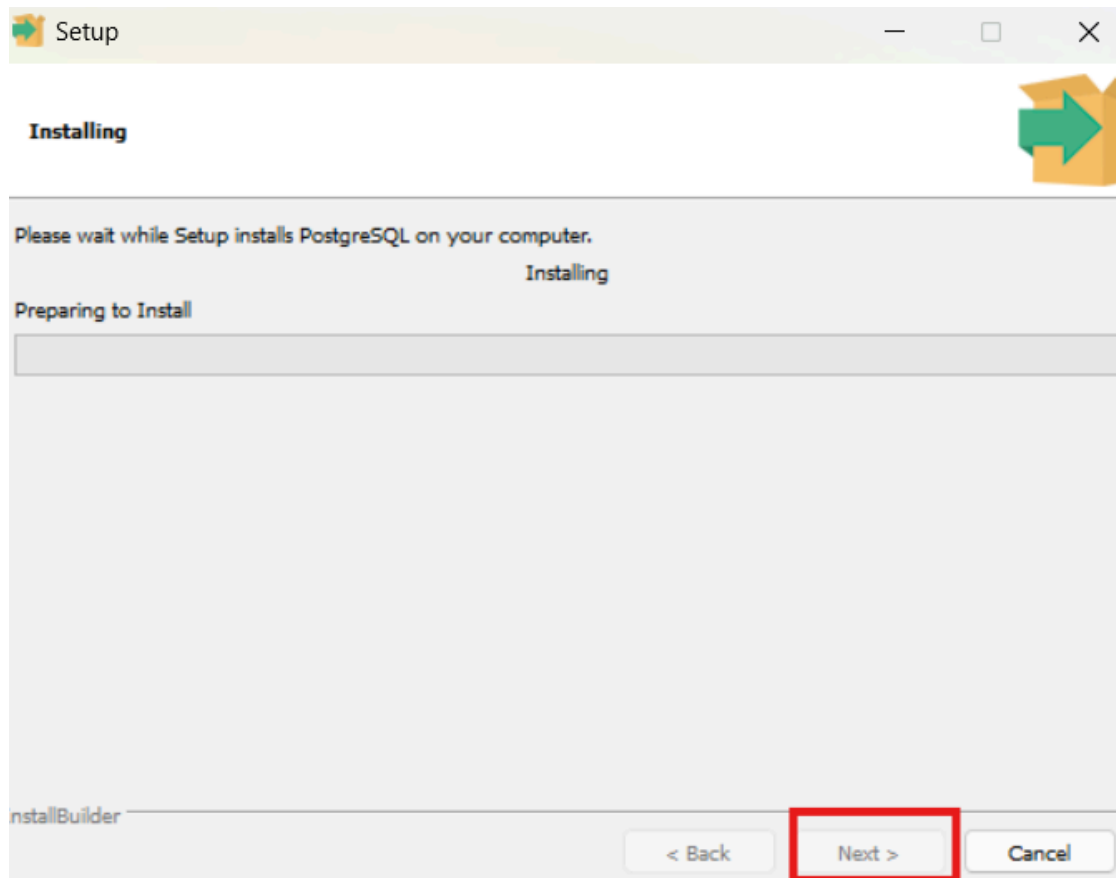 Setup
Installing
Please wait while Setup installs PostgreSQL on your computer.
Installing
Preparing to Install
nstallBuilder
< Back
Next >
Cancel